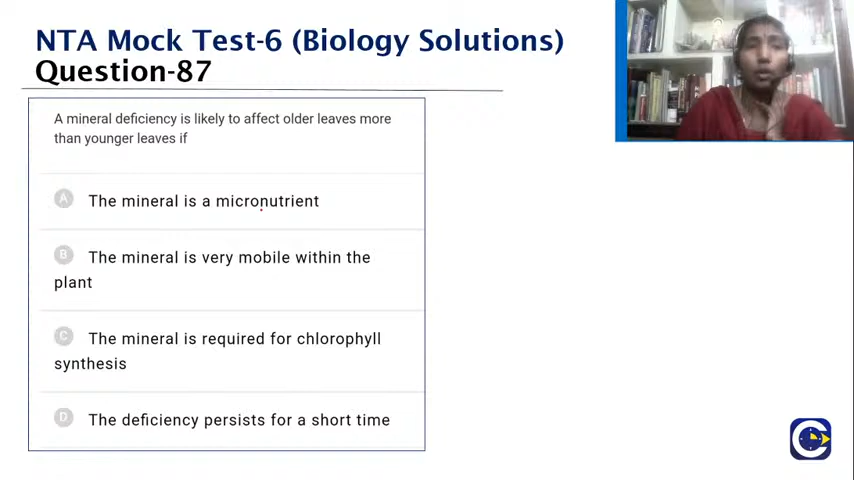 NTA Mock Test-6 (Biology Solutions)
Question-87
A mineral deficiency is likely to affect older leaves more
than younger leaves if
A The mineral is a micronutrient
B The mineral is very mobile within the
plant
C The mineral is required for chlorophyll
synthesis
D The deficiency persists for a short time